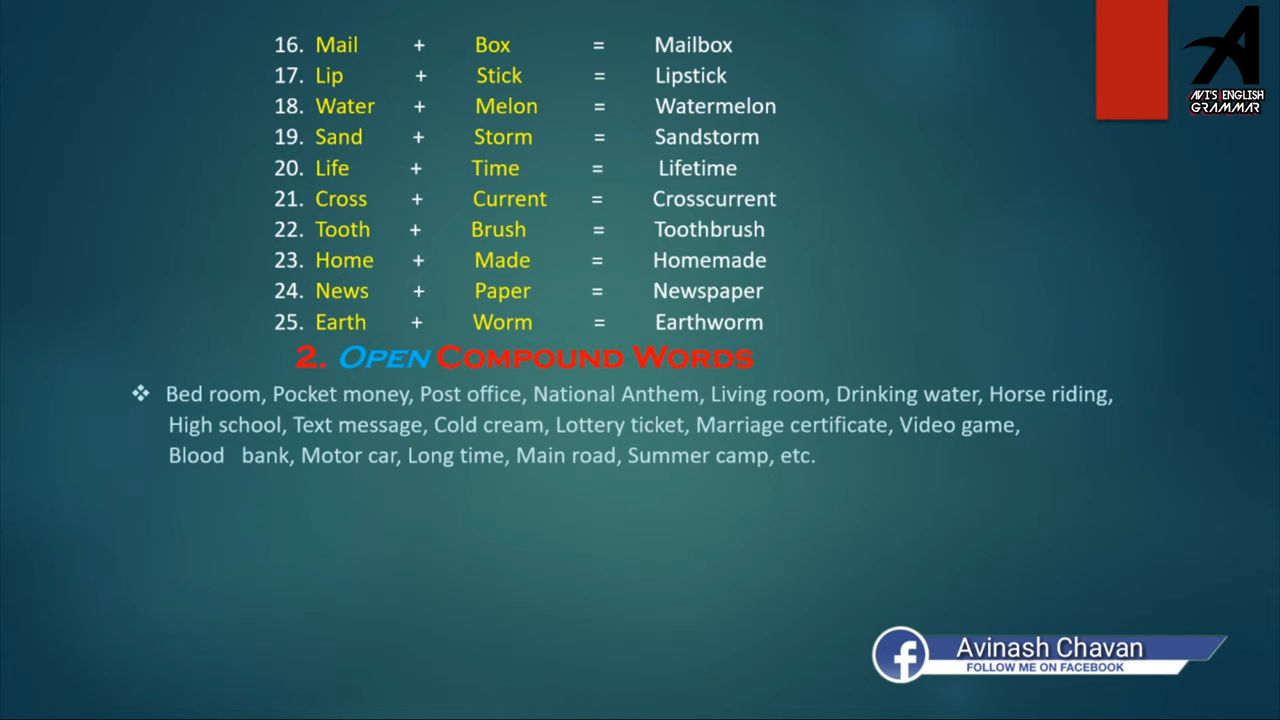 16. Mail + Box = Mailbox
17. Lip + Stick = Lipstick
18. Water + Melon = Watermelon
19. Sand + Storm = Sandstorm
20. Life + Time = Lifetime
21. Cross + Current = Crosscurrent
22. Tooth + Brush = Toothbrush
23. Home + Made = Homemade
24. News + Paper = Newspaper
25. Earth + Worm = Earthworm
2. Open Compound Words
❖ Bed room, Pocket money, Post office, National Anthem, Living room, Drinking water, Horse riding,
High school, Text message, Cold cream, Lottery ticket, Marriage certificate, Video game,
Blood bank, Motor car, Long time, Main road, Summer camp, etc.
AVI'S ENGLISH
GRAMMAR
Avinash Chavan
FOLLOW ME ON FACEBOOK